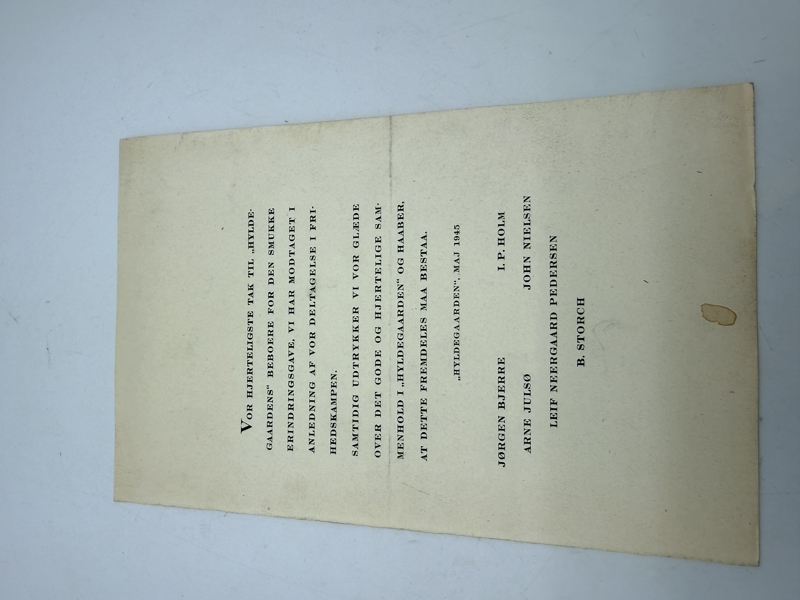 VOR HJERTELIGSTE TAK TIL „HYLDE-
GAARDENS" BEBOERE FOR DEN SMUKKE
ERINDRINGSGAVE, VI HAR MODTAGET I
ANLEDNING AF VOR DELTAGELSE I FRI-
HEDSKAMPEN.
SAMTIDIG UDTRYKKER VI VOR GLÆDE
OVER DET GODE OG HJERTELIGE SAM-
MENHOLD I „HYLDEGAARDEN" OG HAABER,
AT DETTE FREMDELES MAA BESTAA.
„HYLDEGAARDEN", MAJ 1945
JØRGEN BJERRE I. P. HOLM
ARNE JULSØ JOHN NIELSEN
LEIF NEERGAARD PEDERSEN
B. STORCH